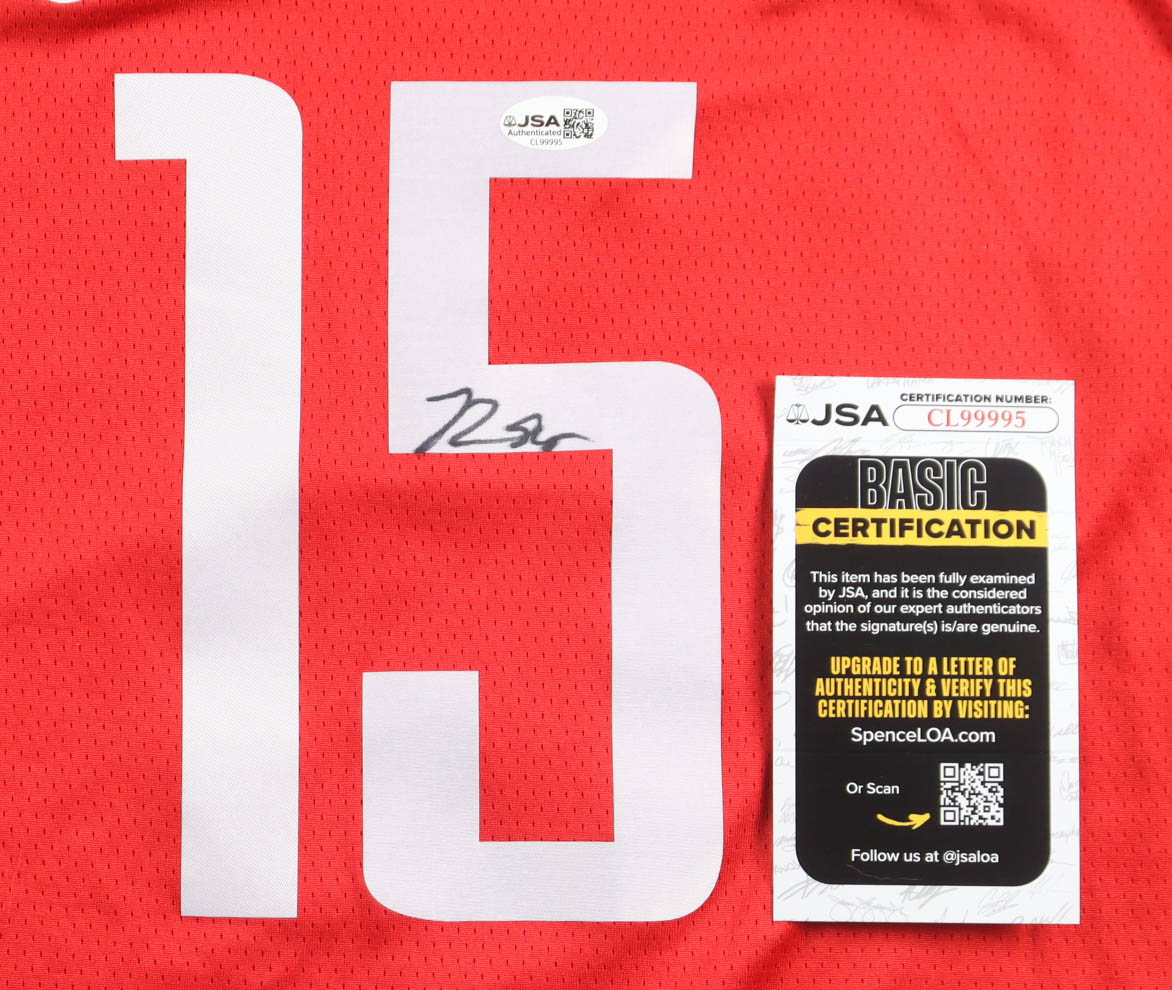 15
JSA
Authenticated
CL99995
JSA
CERTIFICATION NUMBER:
CL99995
BASIC
CERTIFICATION
This item has been fully examined
by JSA, and it is the considered
opinion of our expert authenticators
that the signature(s) is/are genuine.
UPGRADE TO A LETTER OF
AUTHENTICITY & VERIFY THIS
CERTIFICATION BY VISITING:
SpenceLOA.com
Or Scan
Follow us at @jsaloa